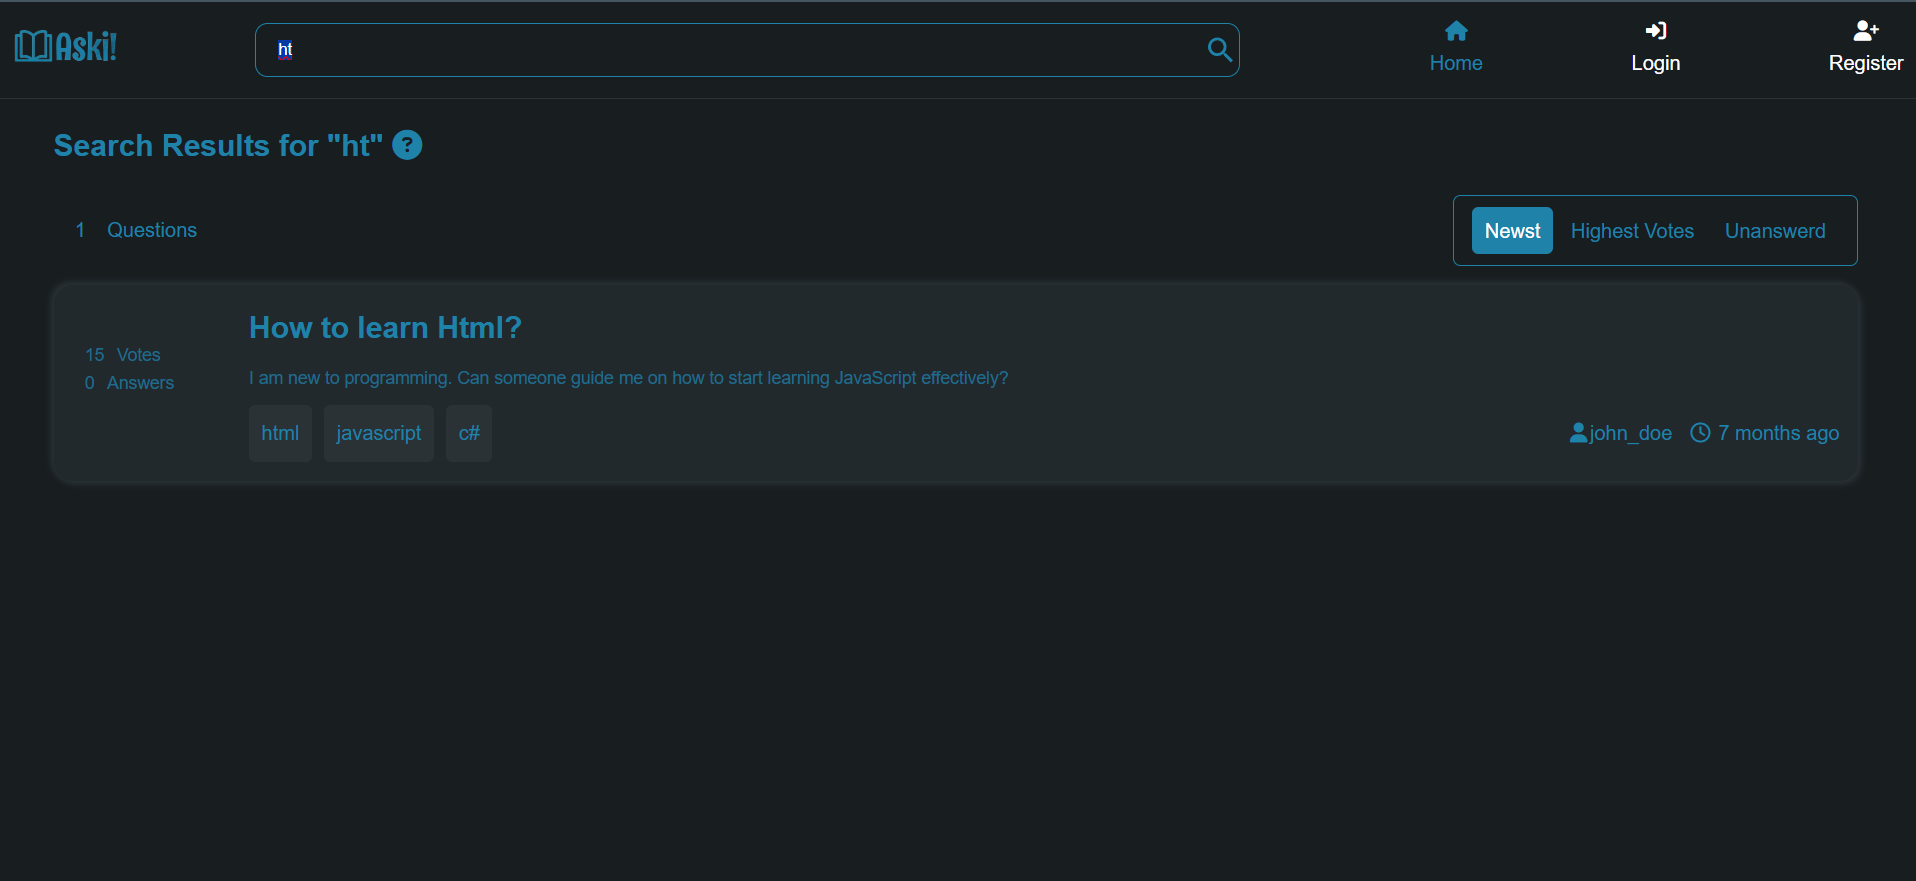 Aski!
ht
Home
Login
Register
Search Results for "ht" ?
1 Questions
Newst Highest Votes Unanswerd
How to learn Html?
15 Votes
0 Answers
I am new to programming. Can someone guide me on how to start learning JavaScript effectively?
html javascript c#
john_doe 7 months ago